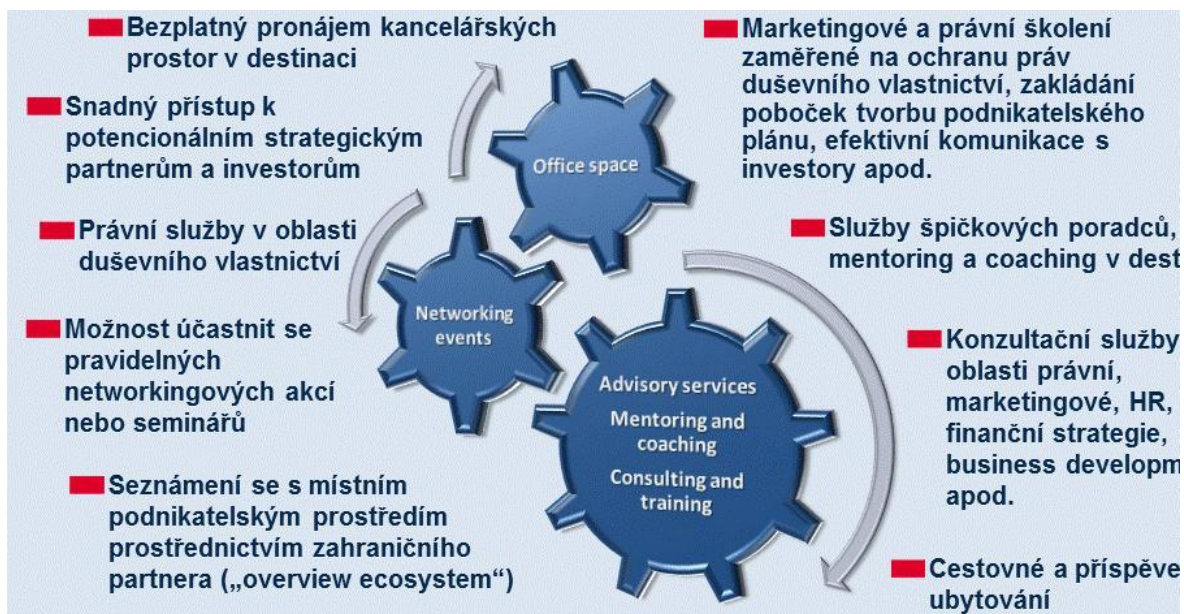 Bezplatný pronájem kancelářských
prostor v destinaci
Snadný přístup k
potencionálním strategickým
partnerům a investorům
Právní služby v oblasti
duševního vlastnictví
Možnost účastnit se
pravidelných
networkingových akcí
nebo seminářů
Seznámení se s místním
podnikatelským prostředím
prostřednictvím zahraničního
partnera („overview ecosystem“)
Office space
Networking
events
Advisory services
Mentoring and
coaching
Consulting and
training
Marketingové a právní školení
zaměřené na ochranu práv
duševního vlastnictví, zakládání
poboček tvorbu podnikatelského
plánu, efektivní komunikace s
investory apod.
Služby špičkových poradců,
mentoring a coaching v
Konzultační služby
oblasti právní,
marketingové, HR,
finanční strategie,
business
apod.
Cestovné a
ubytování